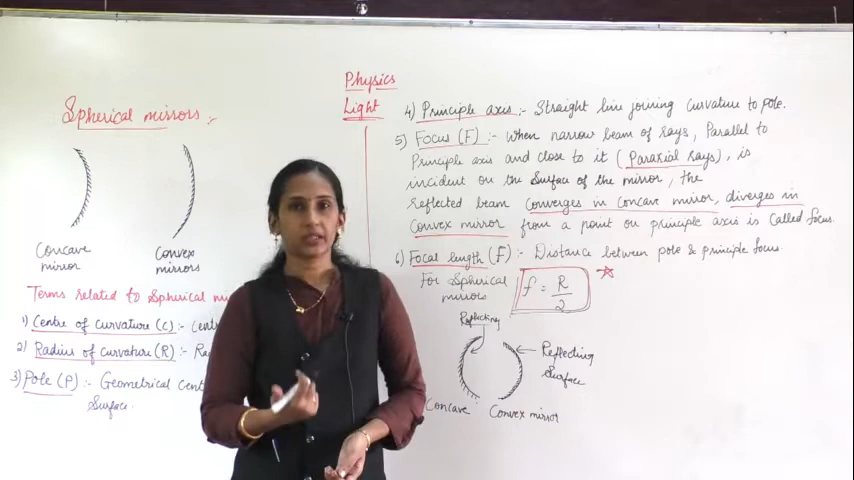 Physics
Light
Spherical mirrors :-
Concave
mirror
Convex
mirrors
Terms related to Spherical mi
1) Centre of curvature (C) :- Cent
2) Radius of curvature (R) :- Ra
3) Pole (P) :- Geometrical cent
Surface.
4) Principle axis :- Straight line joining curvature to pole.
5) Focus (F) :- When narrow beam of rays, Parallel to
Principle axis and close to it (Paraxial rays), is
incident on the Surface of the mirror, the
reflected beam converges in concave mirror, diverges in
convex mirror from a point on principle axis is called focus.
6) Focal length (F) :- Distance between pole & principle focus.
For Spherical
mirrors
f = R/2
Reflecting
Reflecting
Surface
Concave
Convex mirror